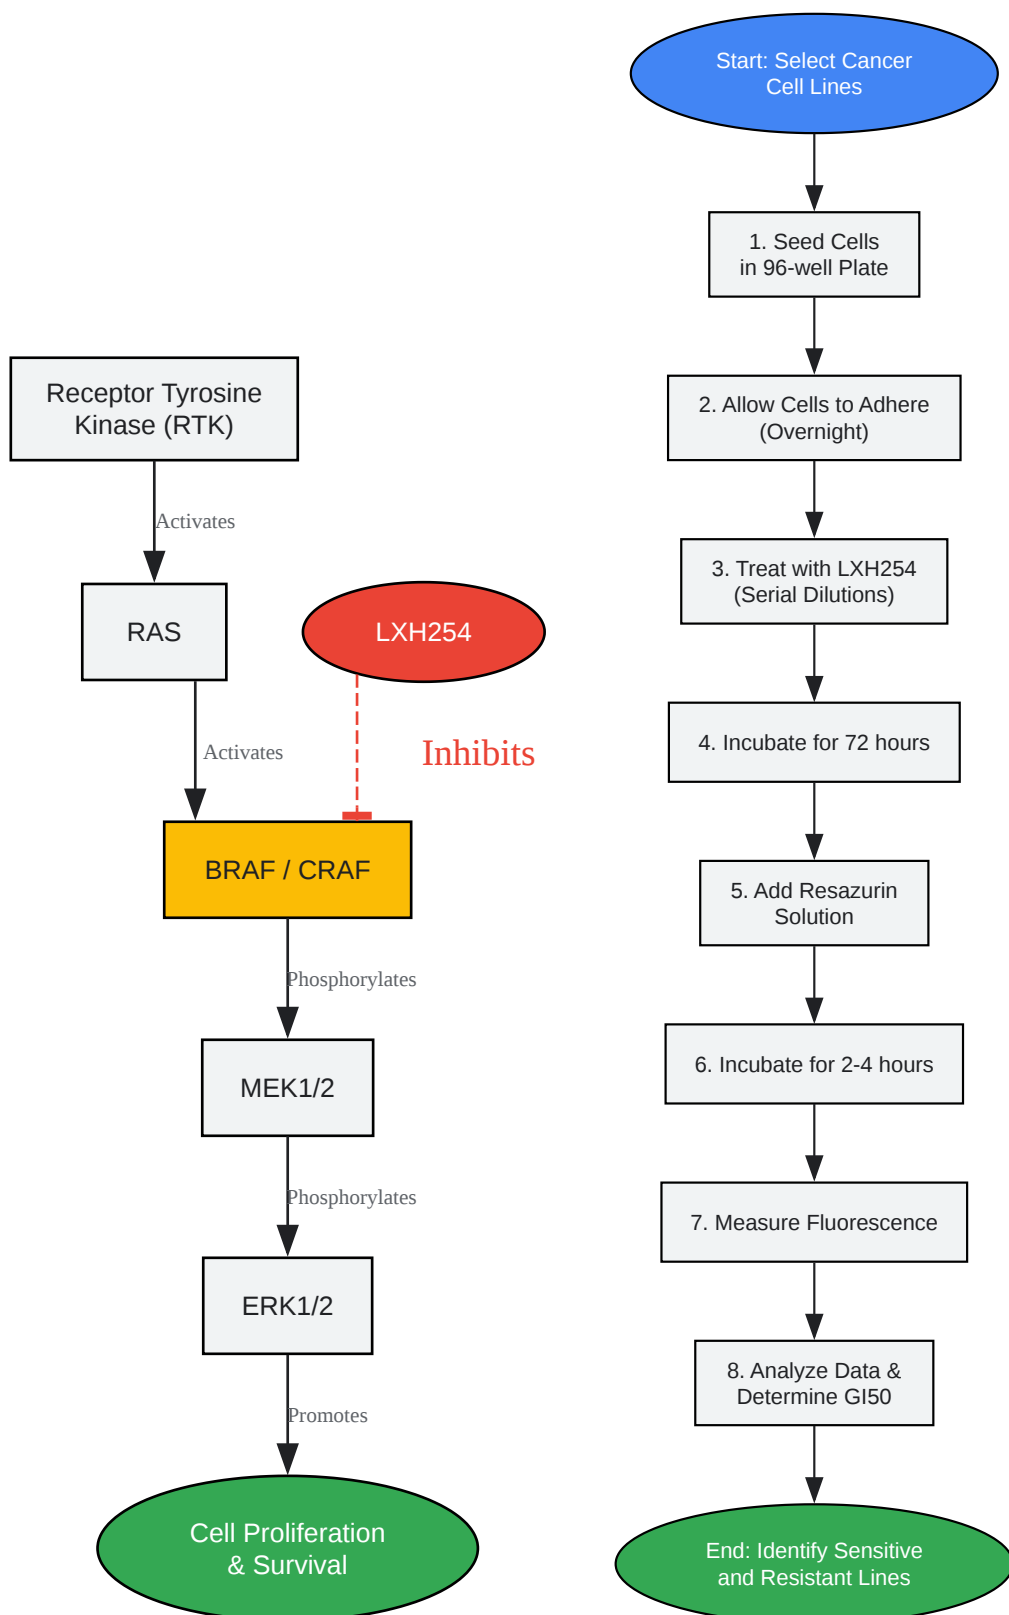 Receptor Tyrosine
Kinase (RTK)
Activates
RAS
LXH254
Activates
Inhibits
BRAF / CRAF
Phosphorylates
MEK1/2
Phosphorylates
ERK1/2
Promotes
Cell Proliferation
& Survival
Start: Select Cancer
Cell Lines
1. Seed Cells
in 96-well Plate
2. Allow Cells to Adhere
(Overnight)
3. Treat with LXH254
(Serial Dilutions)
4. Incubate for 72 hours
5. Add Resazurin
Solution
6. Incubate for 2-4 hours
7. Measure Fluorescence
8. Analyze Data &
Determine GI50
End: Identify Sensitive
and Resistant Lines